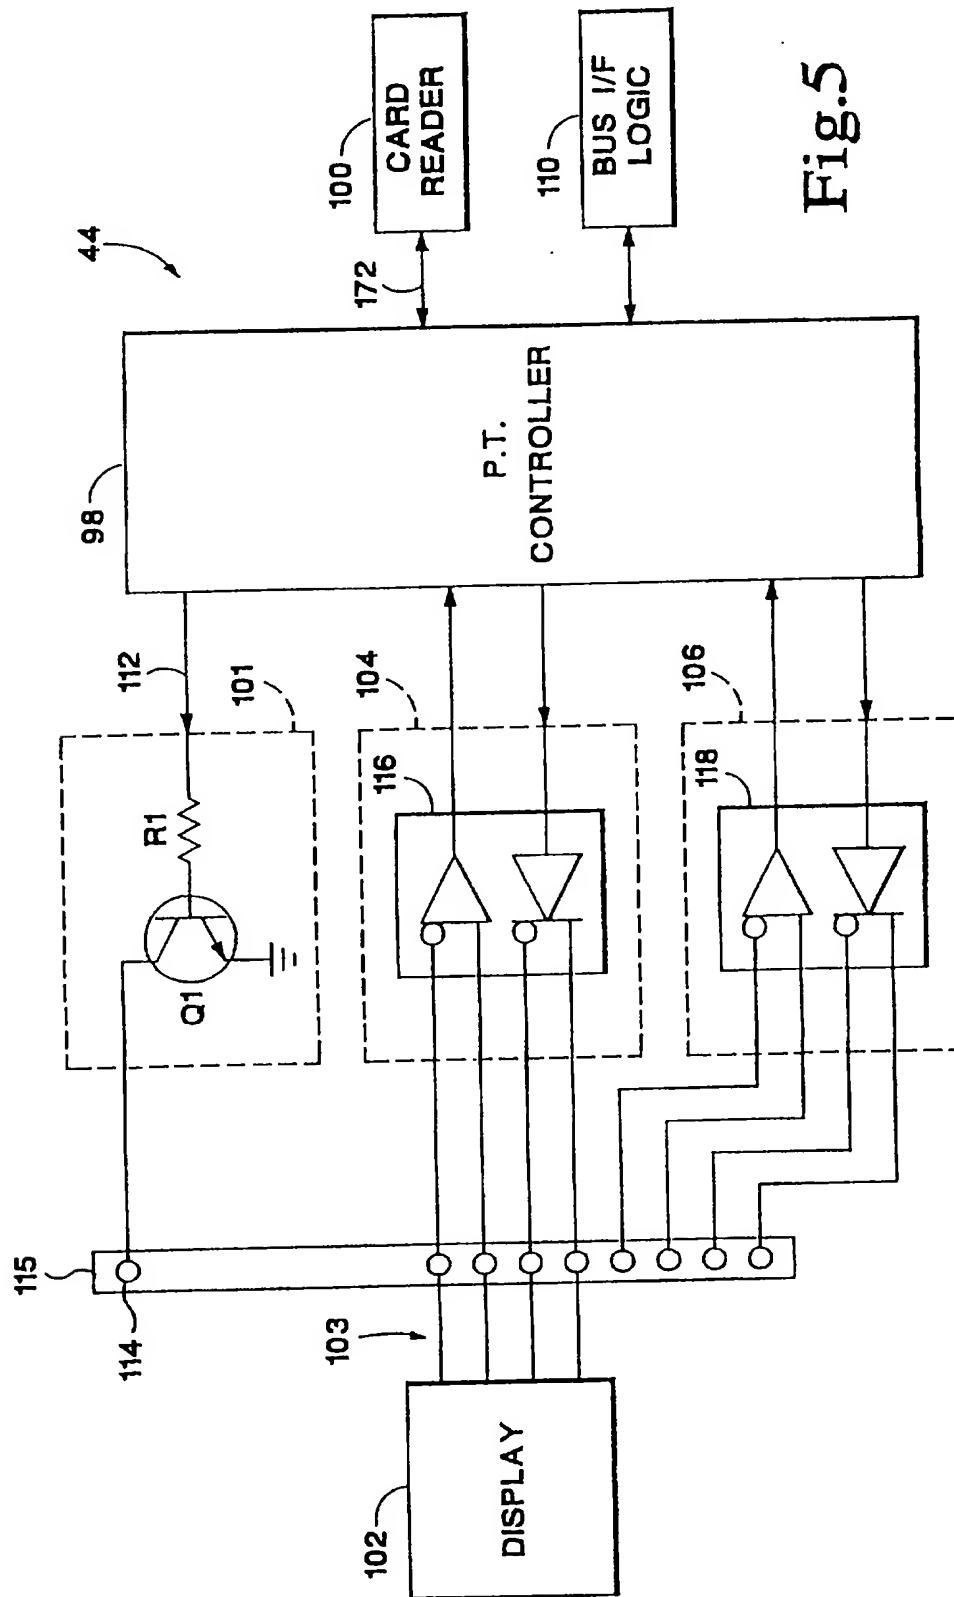 44
98
P.T.
CONTROLLER
172
100
CARD
READER
110
BUS I/F
LOGIC
112
101
R1
Q1
104
116
106
118
115
114
103
102
DISPLAY
Fig.5